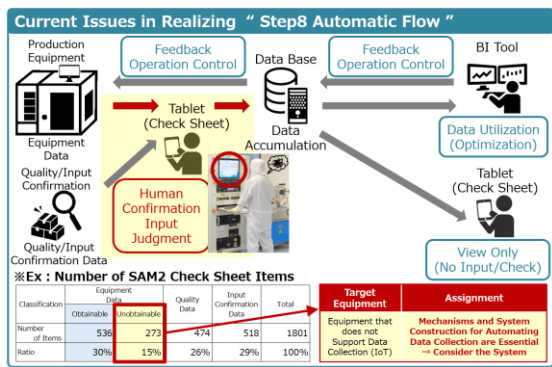 Current Issues in Realizing “ Step8 Automatic Flow ”
Production
Equipment
Feedback
Operation Control
Data Base
Feedback
Operation Control
BI Tool
Tablet
(Check Sheet)
Data
Accumulation
Equipment
Data
Data Utilization
(Optimization)
Quality/Input
Confirmation
Human
Confirmation
Input
Judgment
Tablet
(Check Sheet)
Quality/Input
Confirmation Data
View Only
(No Input/Check)
※Ex : Number of SAM2 Check Sheet Items
Classification
Equipment
Data
Obtainable
Unobtainable
Quality
Data
Input
Confirmation
Data
Total
Number
of Items
536
273
474
518
1801
Ratio
30%
15%
26%
29%
100%
Target
Equipment
Assignment
Equipment that
does not
Support Data
Collection (IoT)
Mechanisms and System
Construction for Automating
Data Collection are Essential
→ Consider the System